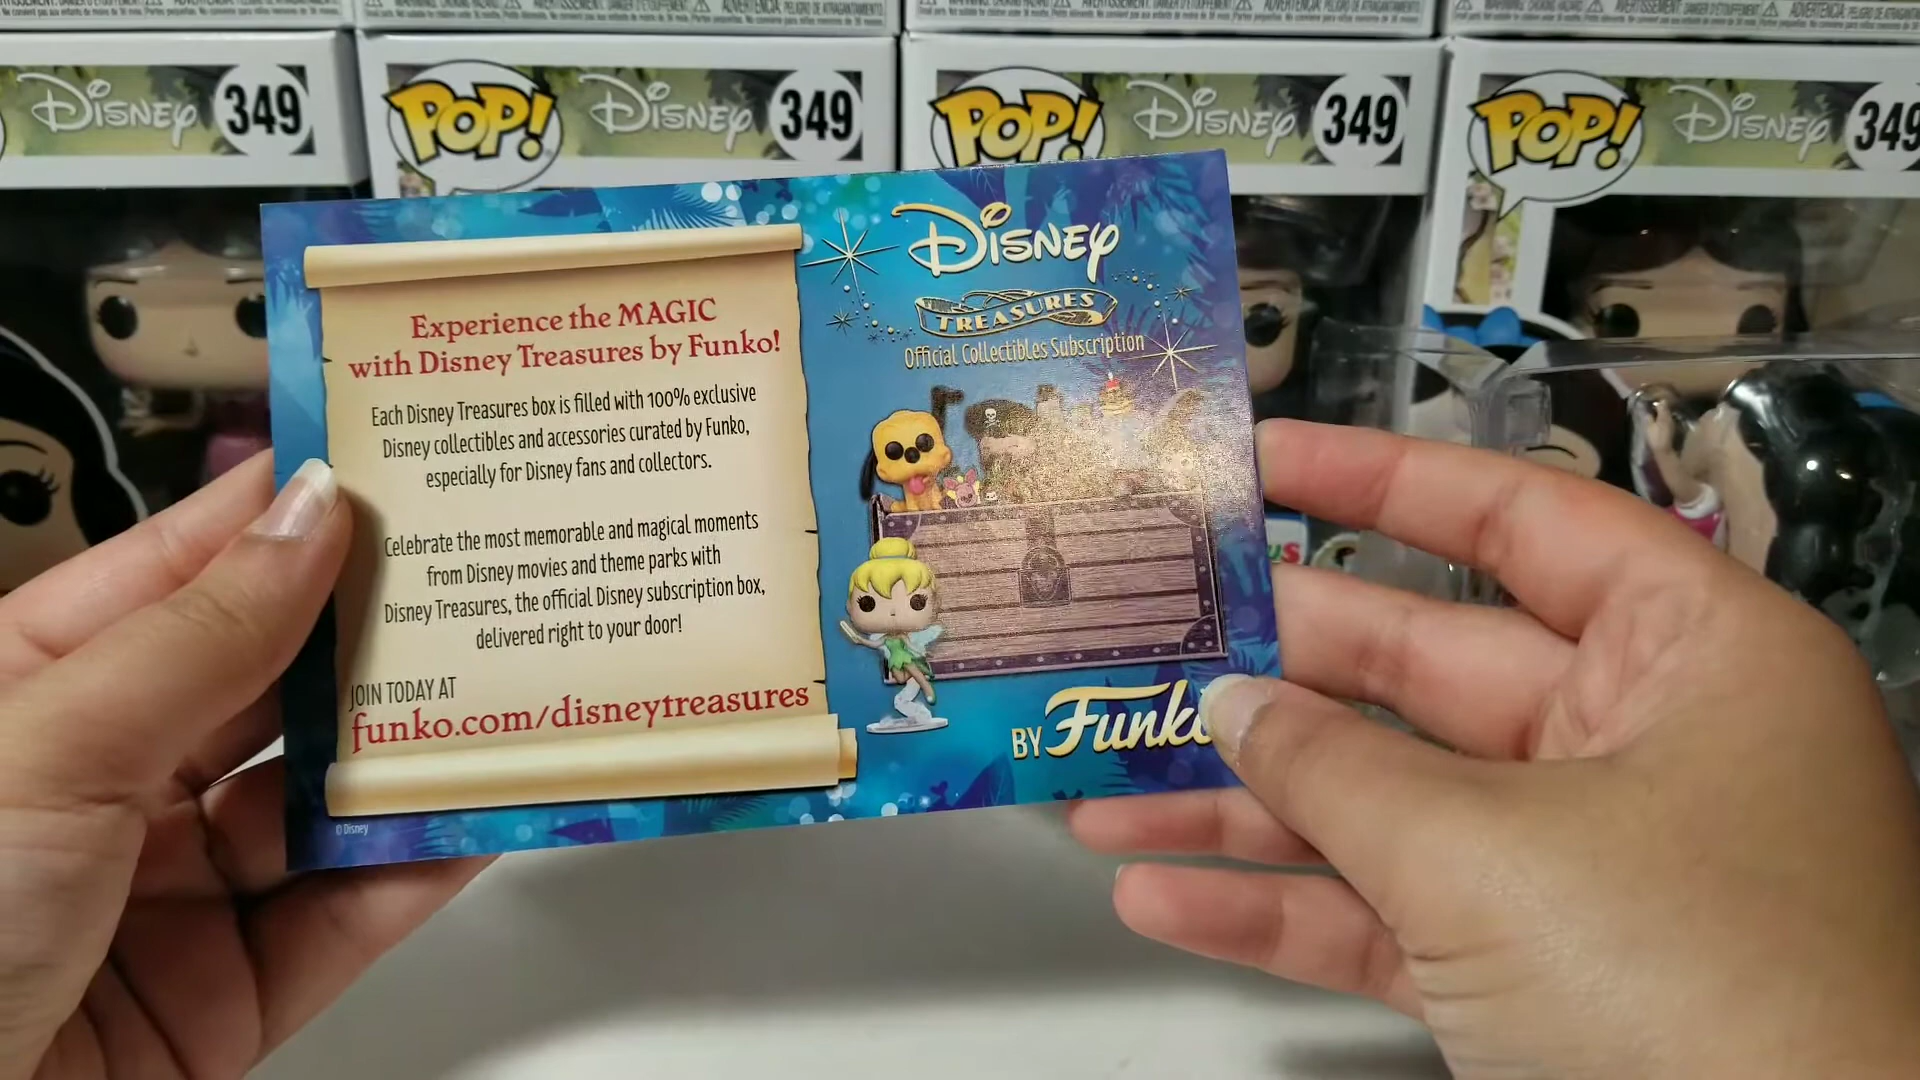 DISNEY 349
POP! DISNEY 349
POP! DISNEY 349
POP! DISNEY 349
Experience the MAGIC
with Disney Treasures by Funko!
Each Disney Treasures box is filled with 100% exclusive
Disney collectibles and accessories curated by Funko,
especially for Disney fans and collectors.
Celebrate the most memorable and magical moments
from Disney movies and theme parks with
Disney Treasures, the official Disney subscription box,
delivered right to your door!
JOIN TODAY AT
funko.com/disneytreasures
© Disney
DISNEY
TREASURES
Official Collectibles Subscription
BY Funko